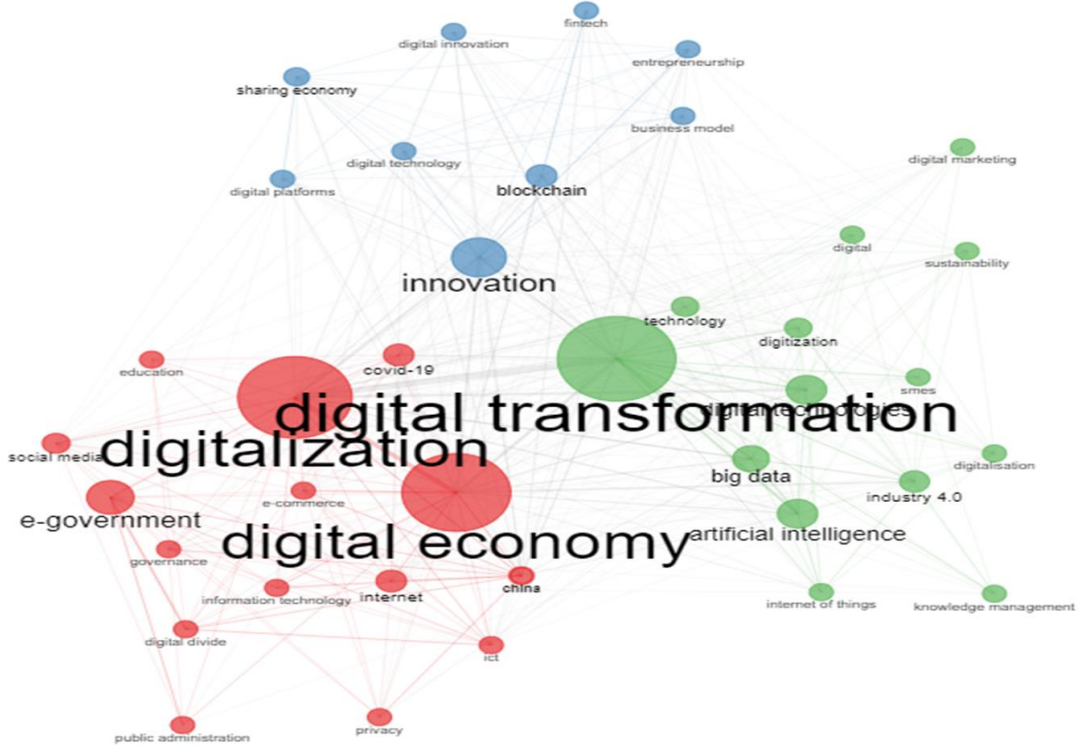 fintech
digital innovation
entrepreneurship
sharing economy
business model
digital technology
digital marketing
digital platforms
blockchain
digital
sustainability
innovation
technology
digitization
covid-19
education
smes
digital technologies
digital transformation
digitalization
social media
digitalisation
big data
industry 4.0
e-commerce
e-government
artificial intelligence
digital economy
governance
china
information technology
internet
internet of things
knowledge management
digital divide
ict
privacy
public administration